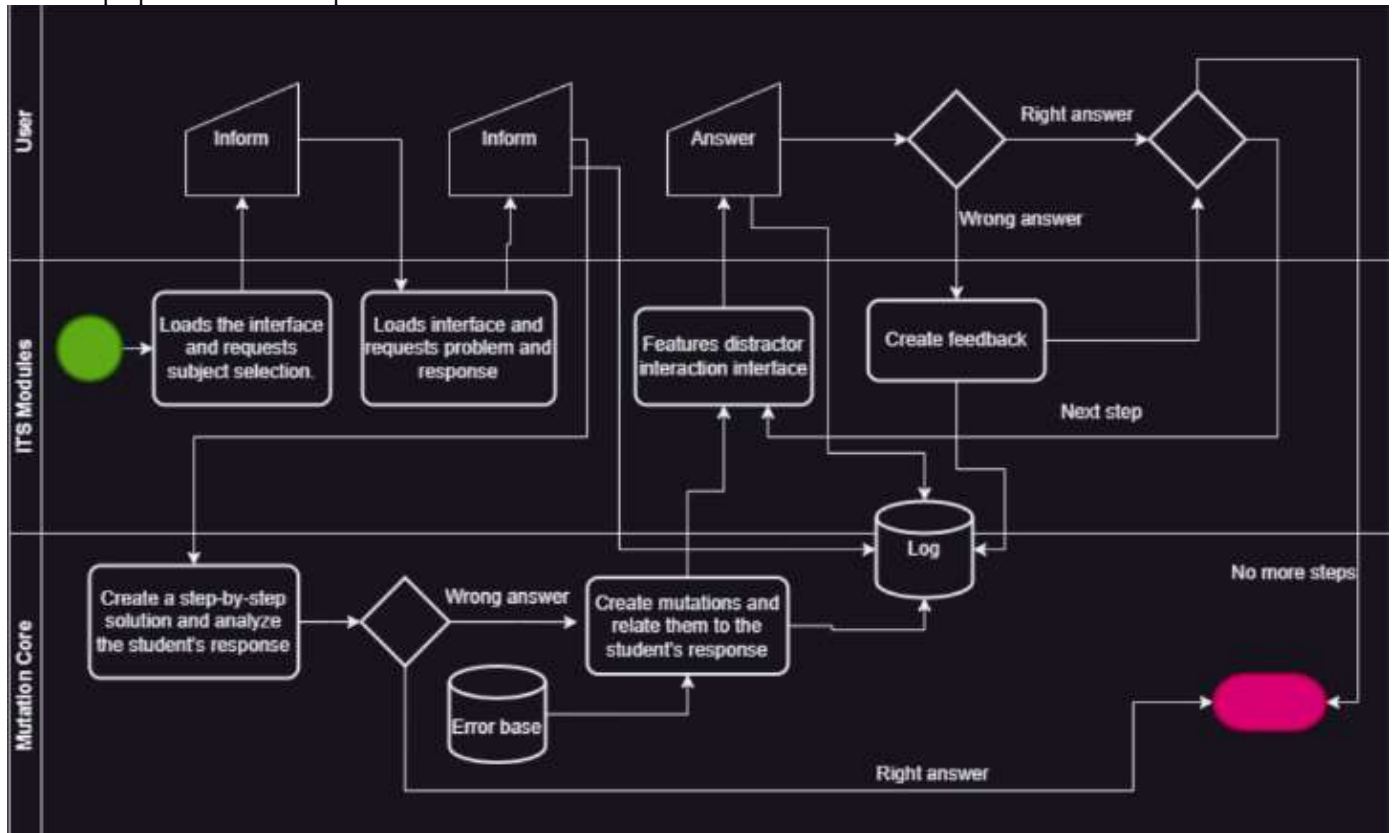 User
Inform
Inform
Answer
Right answer
Wrong answer
ITS Modules
Loads the interface
and requests
subject selection.
Loads interface and
requests problem and
response
Features distractor
interaction interface
Create feedback
Next step
Mutation Core
Create a step-by-step
solution and analyze
the student's response
Wrong answer
Error base
Create mutations and
relate them to the
student's response
Log
No more steps
Right answer